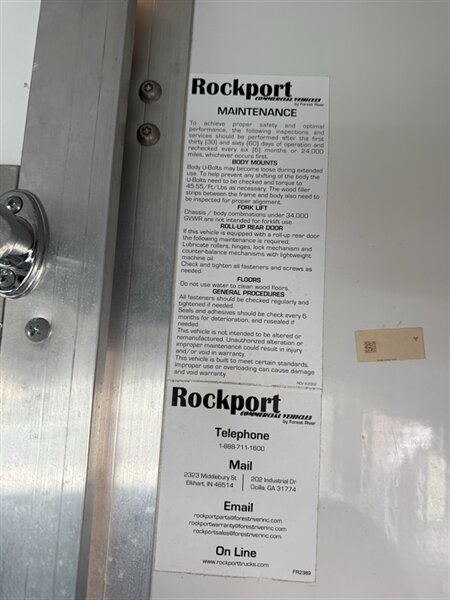 Rockport
COMMERCIAL VEHICLES
by Forest River
MAINTENANCE
To achieve proper safety and optimal
performance, the following inspections and
services should be performed after the first
thirty (30) and sixty (60) days of operation and
rechecked every six (6) months or 24,000
miles, whichever occurs first.
BODY MOUNTS
Body U-Bolts may become loose during extended
use. To help prevent any shifting of the body the
U-Bolts need to be checked and torque to
45-55/Ft/Lbs as necessary. The wood filler
strips between the frame and body also need to
be inspected for proper alignment.
FORK LIFT
Chassis / body combinations under 34,000
GVWR are not intended for forklift use.
ROLL-UP REAR DOOR
If this vehicle is equipped with a roll-up rear door
the following maintenance is required;
Lubricate rollers, hinges, lock mechanism and
counter-balance mechanisms with lightweight
machine oil.
Check and tighten all fasteners and screws as
needed.
FLOORS
Do not use water to clean wood floors.
GENERAL PROCEDURES
All fasteners should be checked regularly and
tightened if needed.
Seals and adhesives should be check every 6
months for deterioration, and resealed if
needed.
This vehicle is not intended to be altered or
remanufactured. Unauthorized alteration or
improper maintenance could result in injury
and/or void in warranty.
This vehicle is built to meet certain standards.
Improper use or overloading can cause damage
and void warranty.
Rockport
COMMERCIAL VEHICLES
by Forest River
Telephone
1-888-711-1600
Mail
2323 Middlebury St 202 Industrial Dr
Elkhart, IN 46514 Ocilla, GA 31774
Email
rockportparts@forestriverinc.com
rockportwarranty@forestriverinc.com
rockportsales@forestriverinc.com
On Line
www.rockporttrucks.com
FR2389